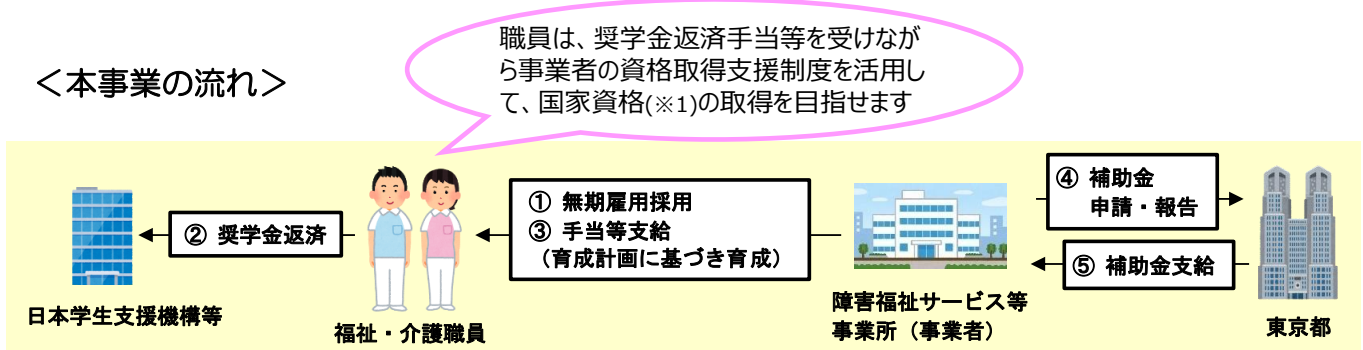 職員は、奨学金返済手当等を受けなが
ら事業者の資格取得支援制度を活用し
て、国家資格(※1)の取得を目指せます
＜本事業の流れ＞
② 奨学金返済
① 無期雇用採用
③ 手当等支給
（育成計画に基づき育成）
④ 補助金
申請・報告
⑤ 補助金支給
日本学生支援機構等
福祉・介護職員
障害福祉サービス等
事業所（事業者）
東京都